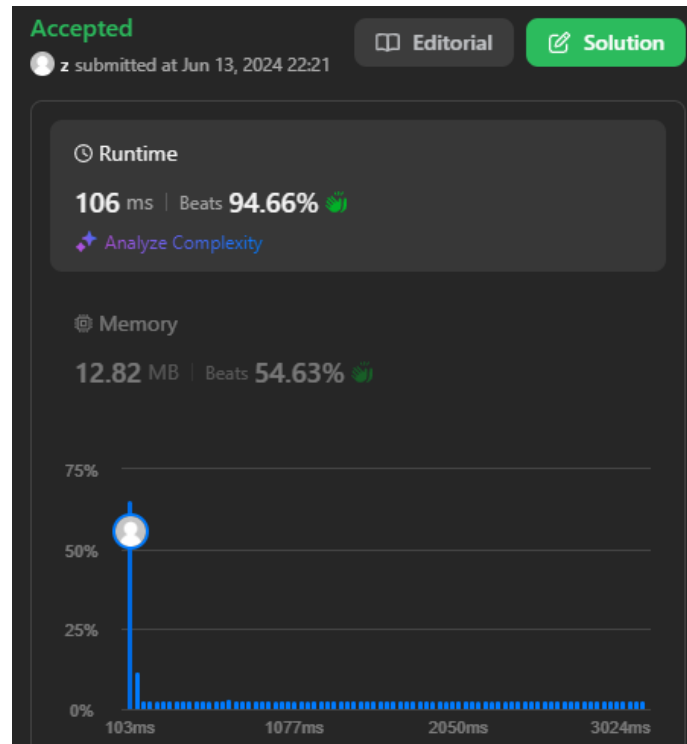 Accepted
Editorial
Solution
z submitted at Jun 13, 2024 22:21
Runtime
106 ms | Beats 94.66%
Analyze Complexity
Memory
12.82 MB | Beats 54.63%
75%
50%
25%
0%
103ms 1077ms 2050ms 3024ms